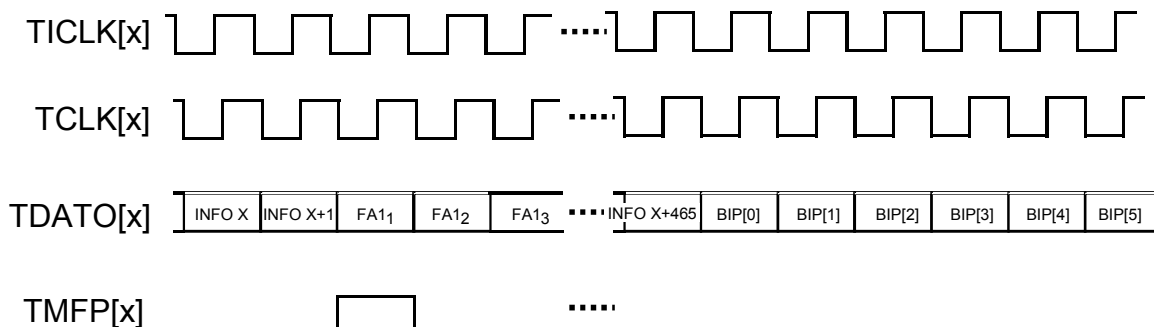 TICLK[x]
TCLK[x]
TDATO[x] INFO X INFO X+1 FA1₁ FA1₂ FA1₃ INFO X+465 BIP[0] BIP[1] BIP[2] BIP[3] BIP[4] BIP[5]
TMFP[x]